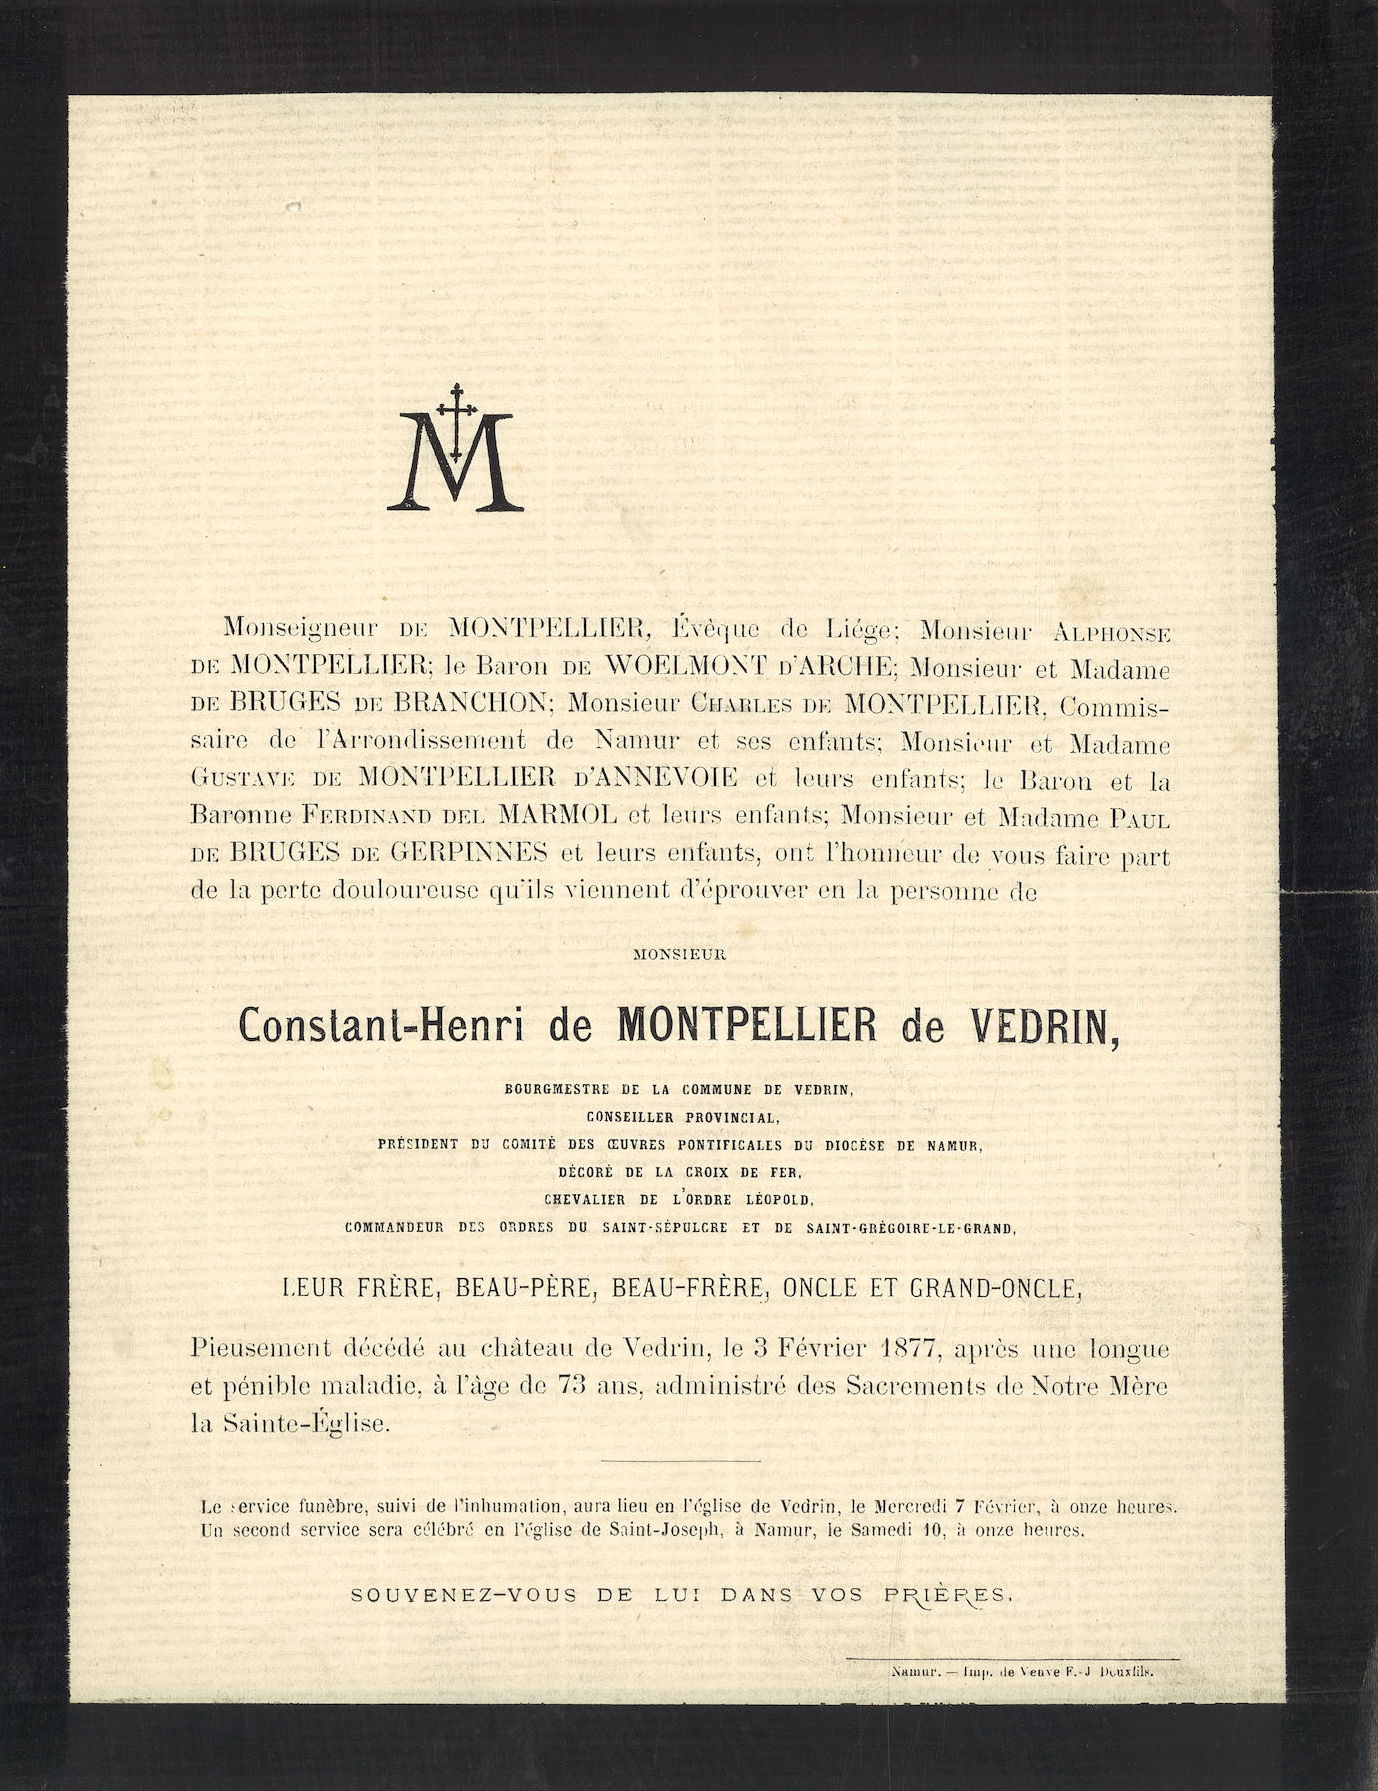 M
Monseigneur DE MONTPELLIER, Évêque de Liége; Monsieur ALPHONSE
DE MONTPELLIER; le Baron DE WOELMONT D'ARCHE; Monsieur et Madame
DE BRUGES DE BRANCHON; Monsieur CHARLES DE MONTPELLIER, Commis-
saire de l'Arrondissement de Namur et ses enfants; Monsieur et Madame
GUSTAVE DE MONTPELLIER D'ANNEVOIE et leurs enfants; le Baron et la
Baronne FERDINAND DEL MARMOL et leurs enfants; Monsieur et Madame PAUL
DE BRUGES DE GERPINNES et leurs enfants, ont l'honneur de vous faire part
de la perte douloureuse qu'ils viennent d'éprouver en la personne de
MONSIEUR
Constant-Henri de MONTPELLIER de VEDRIN,
BOURGMESTRE DE LA COMMUNE DE VEDRIN,
CONSEILLER PROVINCIAL,
PRÉSIDENT DU COMITÉ DES ŒUVRES PONTIFICALES DU DIOCÈSE DE NAMUR,
DÉCORÉ DE LA CROIX DE FER,
CHEVALIER DE L'ORDRE LÉOPOLD,
COMMANDEUR DES ORDRES DU SAINT-SÉPULCRE ET DE SAINT-GRÉGOIRE-LE-GRAND,
LEUR FRÈRE, BEAU-PÈRE, BEAU-FRÈRE, ONCLE ET GRAND-ONCLE,
Pieusement décédé au château de Vedrin, le 3 Février 1877, après une longue
et pénible maladie, à l'âge de 73 ans, administré des Sacrements de Notre Mère
la Sainte-Église.
Le service funèbre, suivi de l'inhumation, aura lieu en l'église de Vedrin, le Mercredi 7 Février, à onze heures.
Un second service sera célébré en l'église de Saint-Joseph, à Namur, le Samedi 10, à onze heures.
SOUVENEZ-VOUS DE LUI DANS VOS PRIÈRES.
Namur. — Imp. de Veuve F.-J Douxfils.